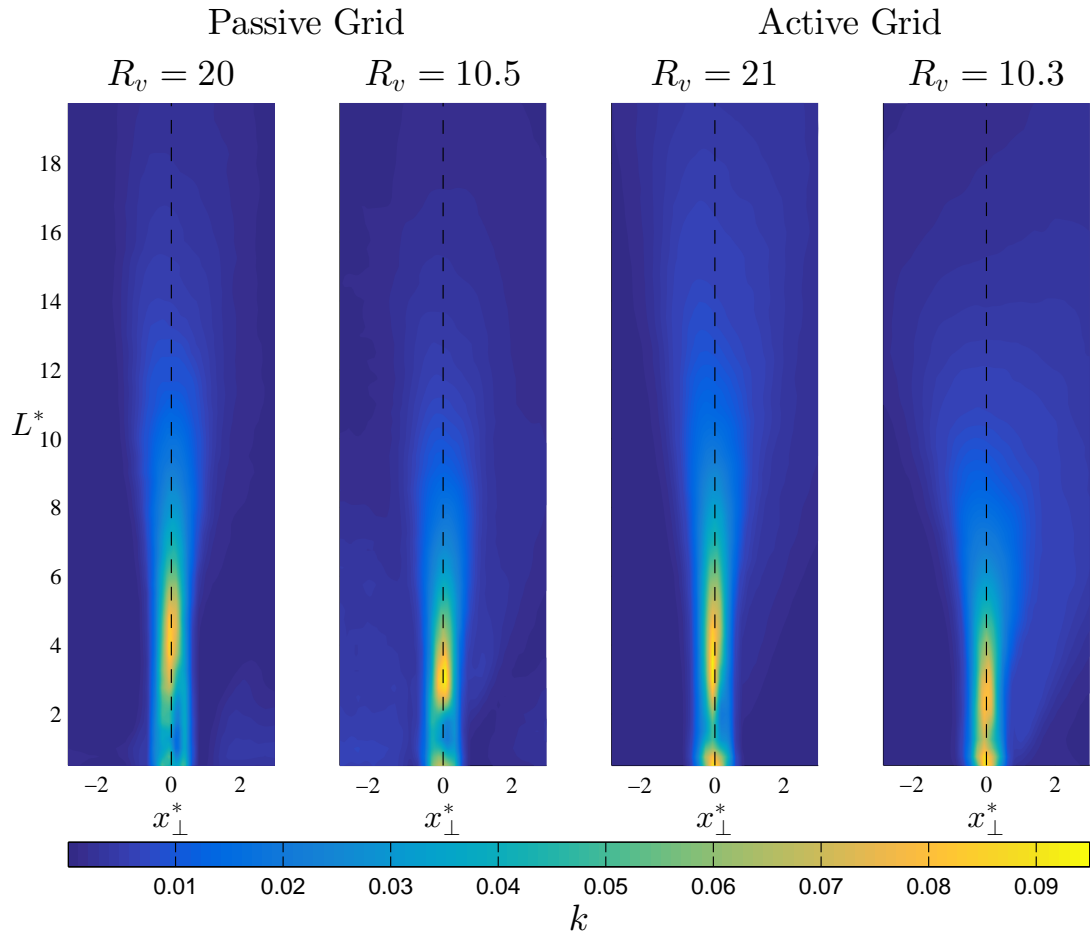 Passive Grid Active Grid
R_v = 20 R_v = 10.5 R_v = 21 R_v = 10.3
18
16
14
12
L* 10
8
6
4
2
−2 0 2 −2 0 2 −2 0 2 −2 0 2
x*_⊥ x*_⊥ x*_⊥ x*_⊥
0.01 0.02 0.03 0.04 0.05 0.06 0.07 0.08 0.09
k